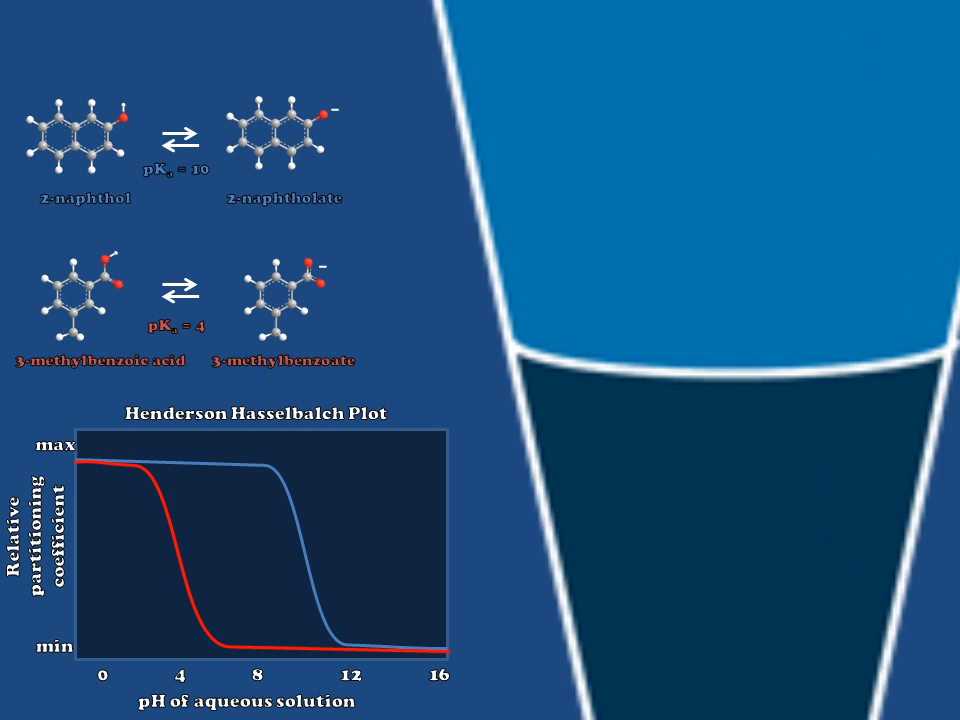 pKa = 10
2-naphthol 2-naphtholate
pKa = 4
3-methylbenzoic acid 3-methylbenzoate
Henderson Hasselbalch Plot
max
Relative
partitioning
coefficient
min
0 4 8 12 16
pH of aqueous solution